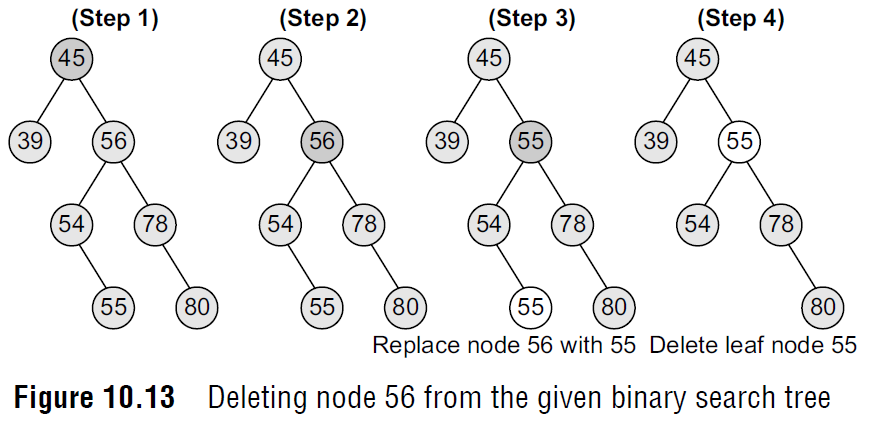 (Step 1) (Step 2) (Step 3) (Step 4)
45 45 45 45
39 56 39 56 39 55 39 55
54 78 54 78 54 78 54 78
55 80 55 80 55 80 80
Replace node 56 with 55 Delete leaf node 55
Figure 10.13 Deleting node 56 from the given binary search tree